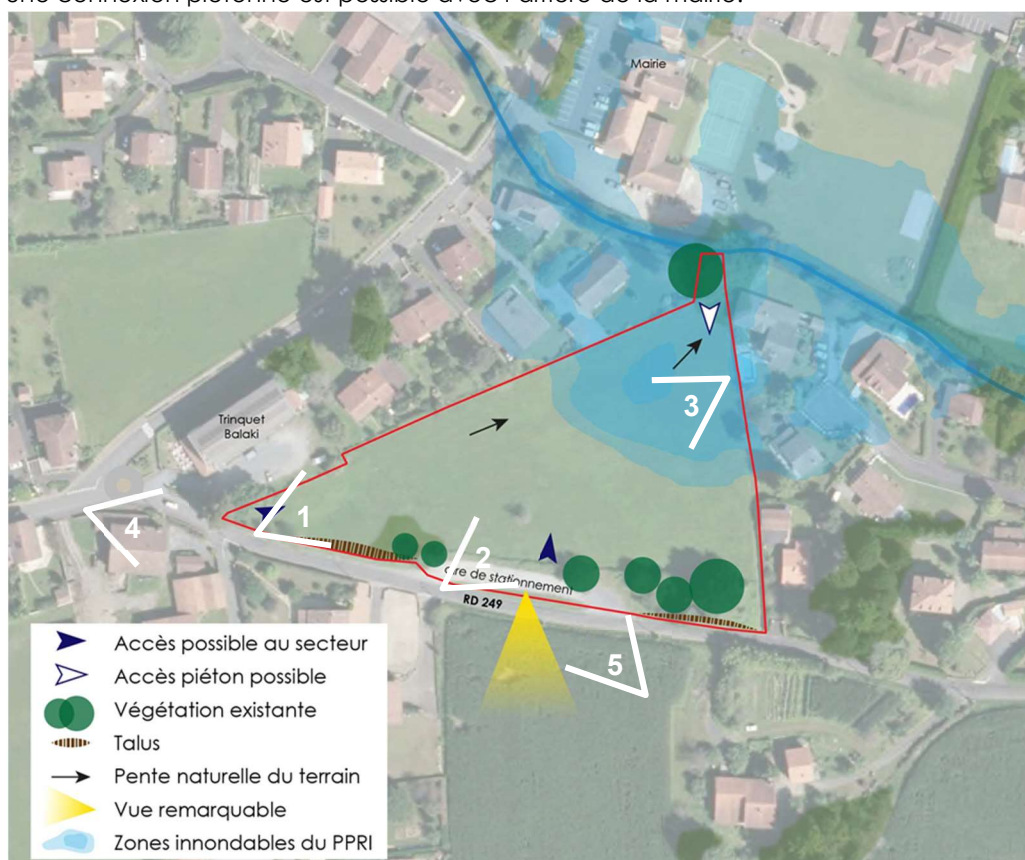 une connexion piétonne est possible avec l'arrière de la mairie.
Mairie
Trinquet
Balaki
1
4
2
3
aire de stationnement
RD 249
5
Accès possible au secteur
Accès piéton possible
Végétation existante
Talus
Pente naturelle du terrain
Vue remarquable
Zones innondables du PPRI